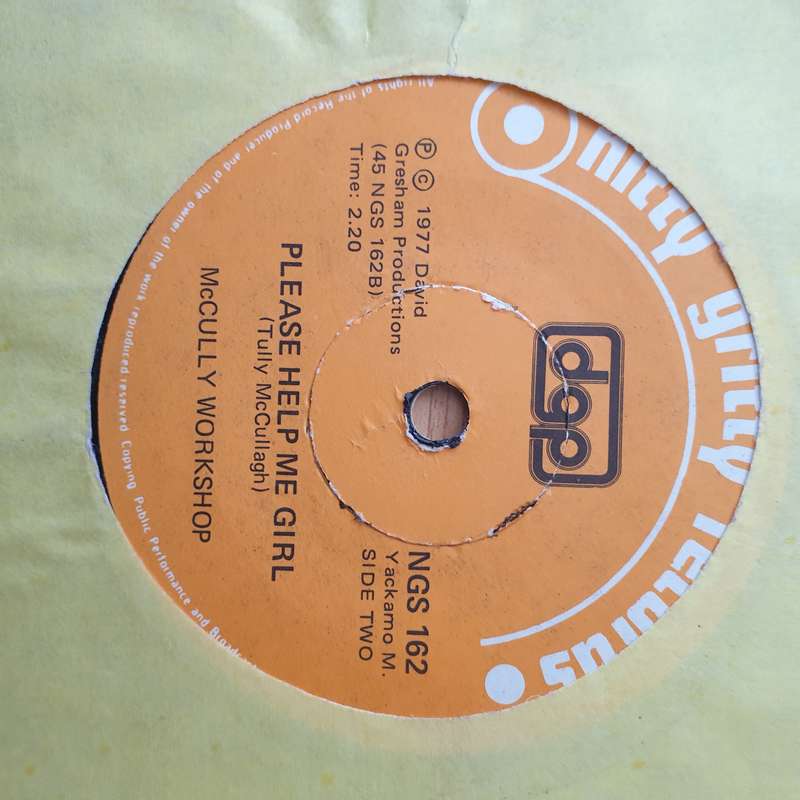 nitty gritty records
dgp
℗ © 1977 David
Gresham Productions
(45 NGS 162B)
Time: 2.20
NGS 162
Yackamo M.
SIDE TWO
PLEASE HELP ME GIRL
(Tully McCullagh)
McCULLY WORKSHOP
All rights of the Record Producer and of the owner of the work reproduced reserved. Copying Public Performance and